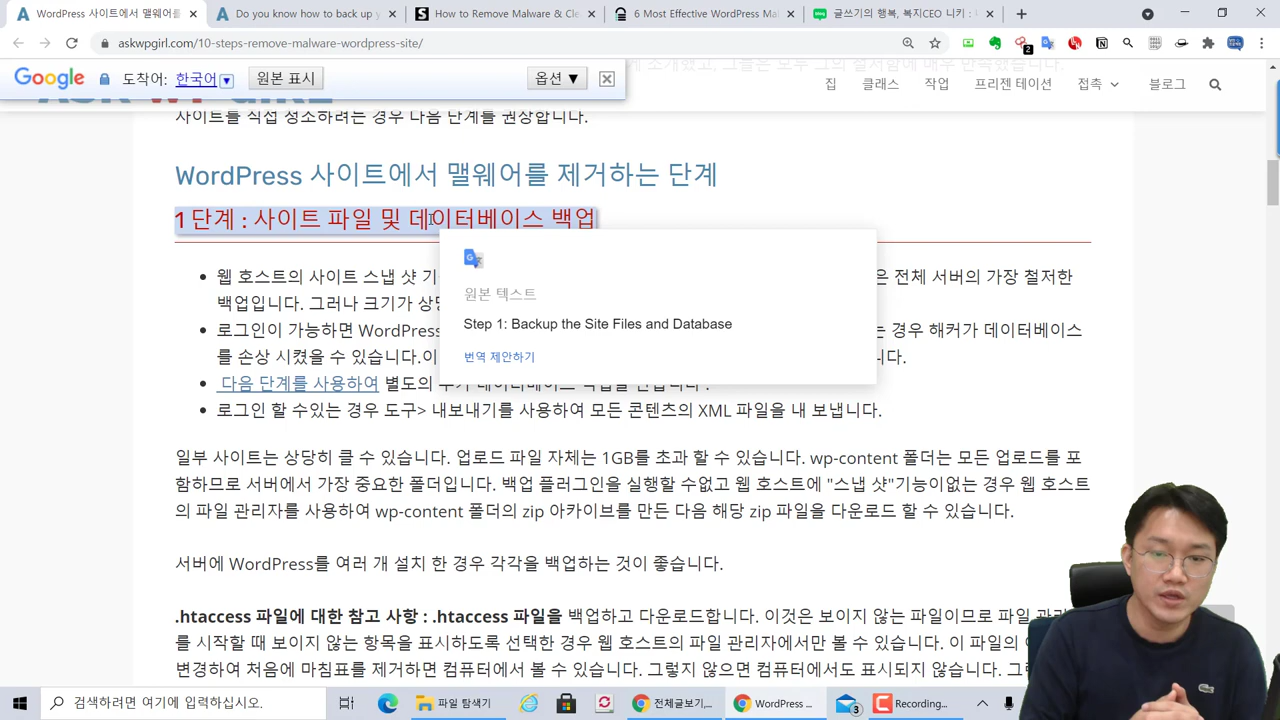 WordPress 사이트에서 맬웨어를
Do you know how to back up y
How to Remove Malware & Cle
6 Most Effective WordPress Mal
글쓰기의 행복, 복지CEO 니키 :
askwpgirl.com/10-steps-remove-malware-wordpress-site/
2
Google 도착어: 한국어 ▼ 원본 표시 옵션 ▼
집 클래스 작업 프리젠 테이션 접촉 블로그
사이트를 직접 청소하려는 경우 다음 단계를 권장합니다.
WordPress 사이트에서 맬웨어를 제거하는 단계
1 단계 : 사이트 파일 및 데이터베이스 백업
원본 텍스트
Step 1: Backup the Site Files and Database
번역 제안하기
웹 호스트의 사이트 스냅 샷 기 은 전체 서버의 가장 철저한
백업입니다. 그러나 크기가 상당
로그인이 가능하면 WordPress 는 경우 해커가 데이터베이스
를 손상 시켰을 수 있습니다.이 다.
다음 단계를 사용하여 별도의 추가 데이터베이스 백업을 만듭니다 .
로그인 할 수있는 경우 도구> 내보내기를 사용하여 모든 콘텐츠의 XML 파일을 내 보냅니다.
일부 사이트는 상당히 클 수 있습니다. 업로드 파일 자체는 1GB를 초과 할 수 있습니다. wp-content 폴더는 모든 업로드를 포
함하므로 서버에서 가장 중요한 폴더입니다. 백업 플러그인을 실행할 수없고 웹 호스트에 "스냅 샷"기능이없는 경우 웹 호스트
의 파일 관리자를 사용하여 wp-content 폴더의 zip 아카이브를 만든 다음 해당 zip 파일을 다운로드 할 수 있습니다.
서버에 WordPress를 여러 개 설치 한 경우 각각을 백업하는 것이 좋습니다.
.htaccess 파일에 대한 참고 사항 : .htaccess 파일을 백업하고 다운로드합니다. 이것은 보이지 않는 파일이므로 파일 관리
를 시작할 때 보이지 않는 항목을 표시하도록 선택한 경우 웹 호스트의 파일 관리자에서만 볼 수 있습니다. 이 파일의
변경하여 처음에 마침표를 제거하면 컴퓨터에서 볼 수 있습니다. 그렇지 않으면 컴퓨터에서도 표시되지 않습니다.
검색하려면 여기에 입력하십시오.
파일 탐색기
전체글보기,...
WordPress ...
3
Recording...